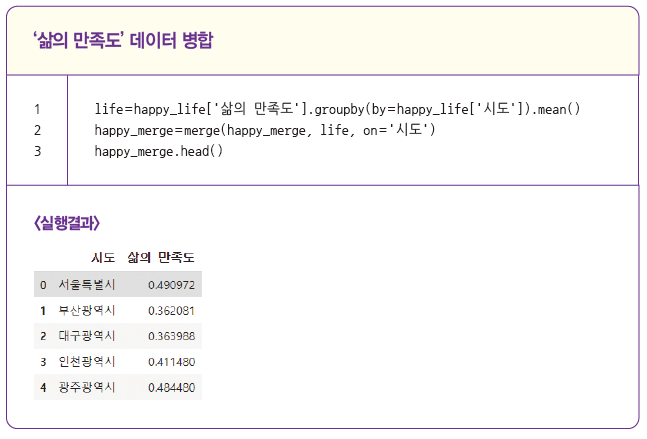 ‘삶의 만족도’ 데이터 병합
1 life=happy_life['삶의 만족도'].groupby(by=happy_life['시도']).mean()
2 happy_merge=merge(happy_merge, life, on='시도')
3 happy_merge.head()
<실행결과>
시도 삶의 만족도
0 서울특별시 0.490972
1 부산광역시 0.362081
2 대구광역시 0.363988
3 인천광역시 0.411480
4 광주광역시 0.484480